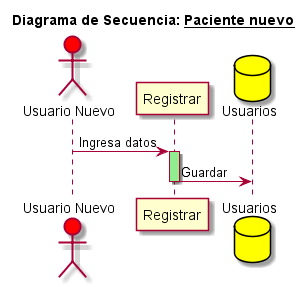 Diagrama de Secuencia: Paciente nuevo
Usuario Nuevo
Registrar
Usuarios
Ingresa datos
Guardar
Usuario Nuevo
Registrar
Usuarios